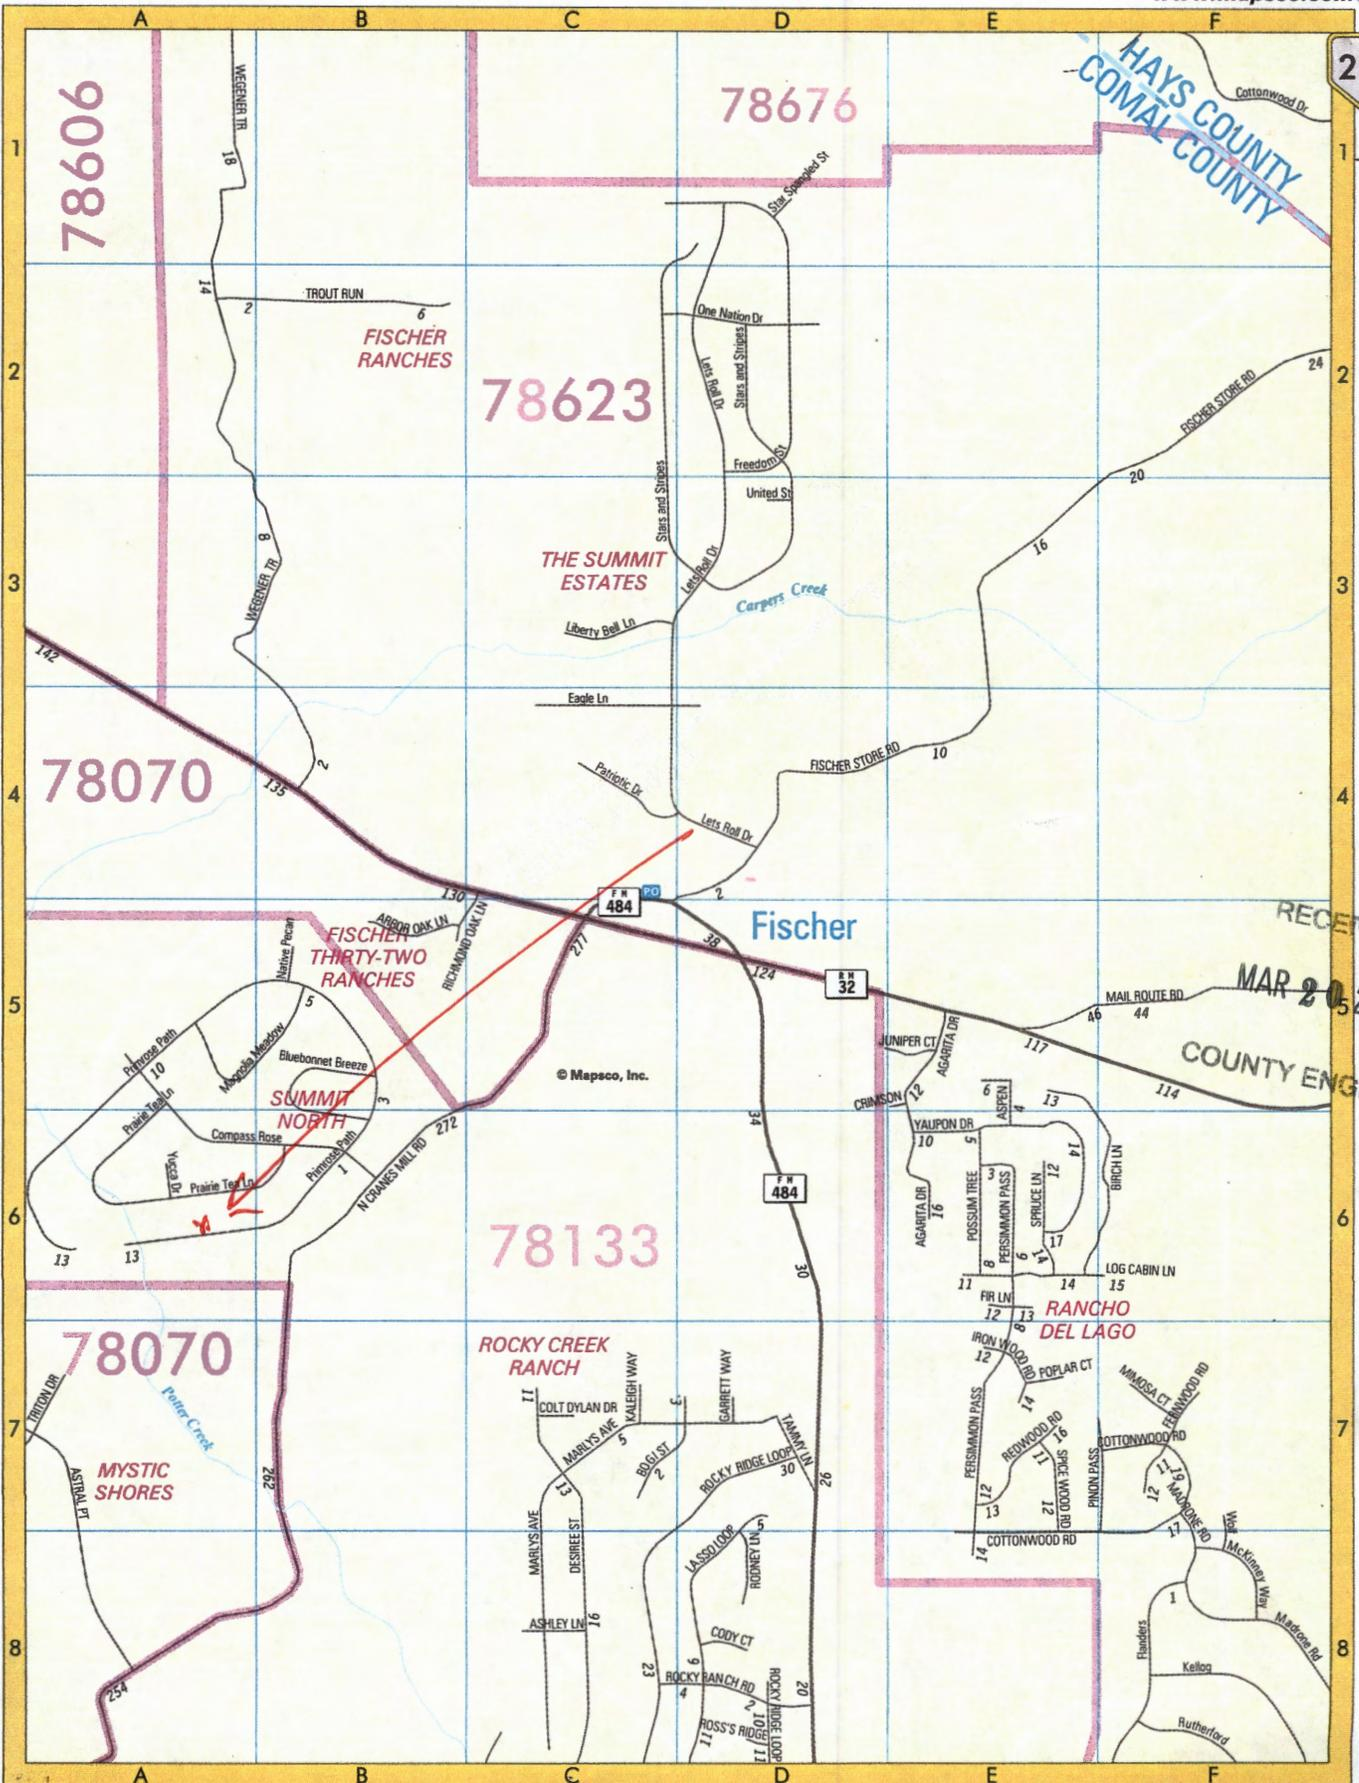 A B C D E F
2
HAYS COUNTY
COMAL COUNTY
Cottonwood Dr
78606
WEGENER TR
18
78676
1
1
Star Spangled St
14
TROUT RUN
2
6
FISCHER
RANCHES
One Nation Dr
Stars and Stripes
Lets Roll Dr
2
78623
2
24
FISCHER STORE RD
20
Freedom St
United St
Stars and Stripes
16
8
WEGENER TR
THE SUMMIT
ESTATES
Lets Roll Dr
3
3
Carpers Creek
Liberty Bell Ln
142
Eagle Ln
FISCHER STORE RD
10
2
78070
135
Patriotic Dr
4
4
Lets Roll Dr
130
FM
484
PO
2
ARBOR OAK LN
RICHMOND OAK LN
FISCHER
THIRTY-TWO
RANCHES
Native Pecan
277
38
Fischer
124
RM
32
MAR 20
MAIL ROUTE RD
46
44
5
5
5
Primrose Path
10
Magnolia Meadow
Bluebonnet Breeze
JUNIPER CT
AGARITA DR
117
COUNTY ENG
© Mapsco, Inc.
114
SUMMIT
NORTH
3
CRIMSON
12
6
ASPEN
4
13
Prairie Tea Ln
Compass Rose
272
34
YAUPON DR
10
5
14
BIRCH LN
Yucca Dr
Prairie Tea Ln
Primrose Path
1
N CRANES MILL RD
FM
484
POSSUM TREE
3
PERSIMMON PASS
SPRUCE LN
12
AGARITA DR
16
6
6
13
13
78133
17
14
8
6
30
11
14
LOG CABIN LN
15
FIR LN
12
13
RANCHO
DEL LAGO
8
78070
ROCKY CREEK
RANCH
IRON WOOD RD
12
POPLAR CT
14
MIMOSA CT
FERNWOOD RD
TRITON DR
Potter Creek
11
COLT DYLAN DR
KALEIGH WAY
3
GARRETT WAY
TAMMY LN
7
7
MARLYS AVE
5
BOGI ST
2
ROCKY RIDGE LOOP
30
26
PERSIMMON PASS
REDWOOD RD
16
11
SPICE WOOD RD
12
PINON PASS
COTTONWOOD RD
11
19
12
MADRONE RD
MYSTIC
SHORES
ASTRAL PT
262
13
12
13
MARLYS AVE
DESIREE ST
LASSO LOOP
5
RODNEY LN
14
COTTONWOOD RD
17
Wolf
McKinney Way
ASHLEY LN
16
CODY CT
1
Flanders
Madrone Rd
8
8
23
9
ROCKY RANCH RD
4
2
20
Kellog
254
ROCKY RIDGE LOOP
10
ROSS'S RIDGE
11
11
Rutherford
A B C D E F